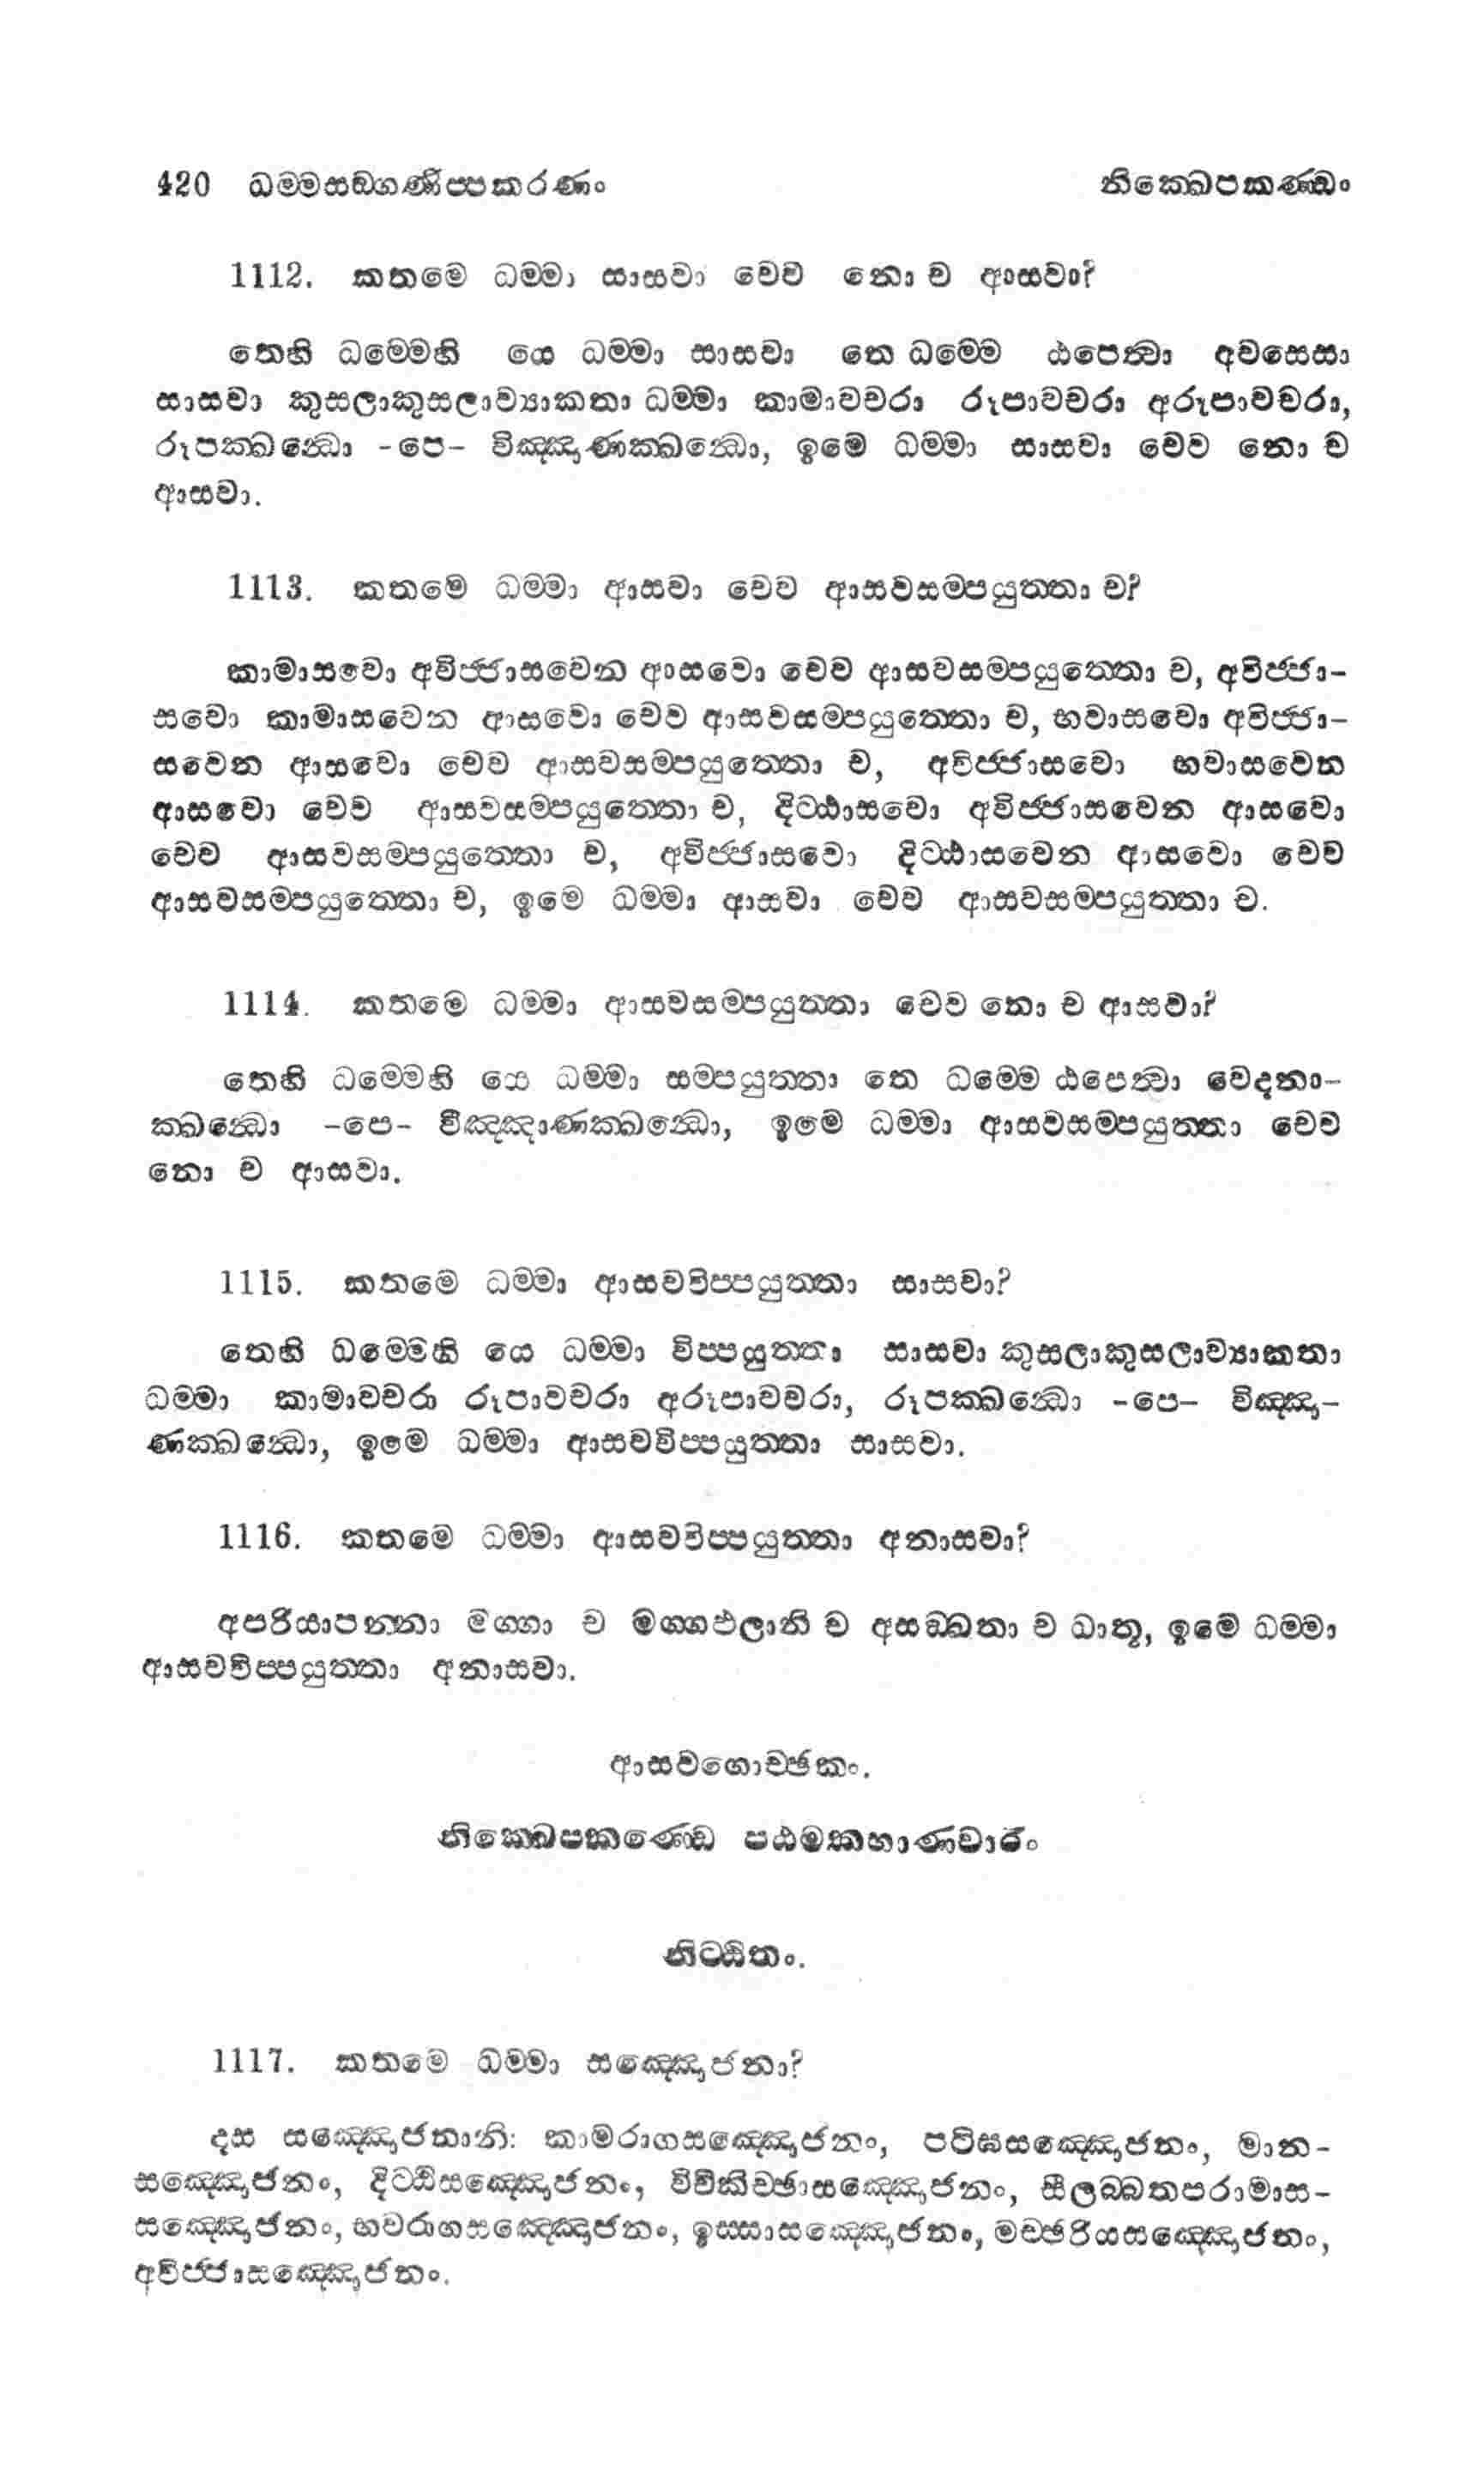 420 ධම්මසඞ්ගණිප්පකරණං නික්ඛෙපකණ්ඩං
1112. කතමෙ ධම්මා සාසවා චෙව නො ච ආසවා?
තෙහි ධම්මෙහි යෙ ධම්මා සාසවා තෙ ධම්මෙ ඨපෙත්වා අවසෙසා
සාසවා කුසලාකුසලාව්‍යාකතා ධම්මා කාමාවචරා රූපාවචරා අරූපාවචරා,
රූපක්ඛන්ධො -පෙ- විඤ්ඤාණක්ඛන්ධො, ඉමෙ ධම්මා සාසවා චෙව නො ච
ආසවා.
1113. කතමෙ ධම්මා ආසවා චෙව ආසවසම්පයුත්තා ච?
කාමාසවො අවිජ්ජාසවෙන ආසවො චෙව ආසවසම්පයුත්තො ච, අවිජ්ජා-
සවො කාමාසවෙන ආසවො චෙව ආසවසම්පයුත්තො ච, භවාසවො අවිජ්ජා-
සවෙන ආසවො චෙව ආසවසම්පයුත්තො ච, අවිජ්ජාසවො භවාසවෙන
ආසවො චෙව ආසවසම්පයුත්තො ච, දිට්ඨාසවො අවිජ්ජාසවෙන ආසවො
චෙව ආසවසම්පයුත්තො ච, අවිජ්ජාසවො දිට්ඨාසවෙන ආසවො චෙව
ආසවසම්පයුත්තො ච, ඉමෙ ධම්මා ආසවා චෙව ආසවසම්පයුත්තා ච.
1114. කතමෙ ධම්මා ආසවසම්පයුත්තා චෙව නො ච ආසවා?
තෙහි ධම්මෙහි යෙ ධම්මා සම්පයුත්තා තෙ ධම්මෙ ඨපෙත්වා වෙදනා-
ක්ඛන්ධො -පෙ- විඤ්ඤාණක්ඛන්ධො, ඉමෙ ධම්මා ආසවසම්පයුත්තා චෙව
නො ච ආසවා.
1115. කතමෙ ධම්මා ආසවවිප්පයුත්තා සාසවා?
තෙහි ධම්මෙහි යෙ ධම්මා විප්පයුත්තා සාසවා කුසලාකුසලාව්‍යාකතා
ධම්මා කාමාවචරා රූපාවචරා අරූපාවචරා, රූපක්ඛන්ධො -පෙ- විඤ්ඤා-
ණක්ඛන්ධො, ඉමෙ ධම්මා ආසවවිප්පයුත්තා සාසවා.
1116. කතමෙ ධම්මා ආසවවිප්පයුත්තා අනාසවා?
අපරියාපන්නා මග්ගා ච මග්ගඵලානි ච අසඞ්ඛතා ච ධාතු, ඉමෙ ධම්මා
ආසවවිප්පයුත්තා අනාසවා.
ආසවගොච්ඡකං.
නික්ඛෙපකණ්ඩෙ පඨමකභාණවාරං
නිට්ඨිතං.
1117. කතමෙ ධම්මා සඤ්ඤොජනා?
දස සඤ්ඤොජනානි: කාමරාගසඤ්ඤොජනං, පටිඝසඤ්ඤොජනං, මාන-
සඤ්ඤොජනං, දිට්ඨිසඤ්ඤොජනං, විචිකිච්ඡාසඤ්ඤොජනං, සීලබ්බතපරාමාස-
සඤ්ඤොජනං, භවරාගසඤ්ඤොජනං, ඉස්සාසඤ්ඤොජනං, මච්ඡරියසඤ්ඤොජනං,
අවිජ්ජාසඤ්ඤොජනං.